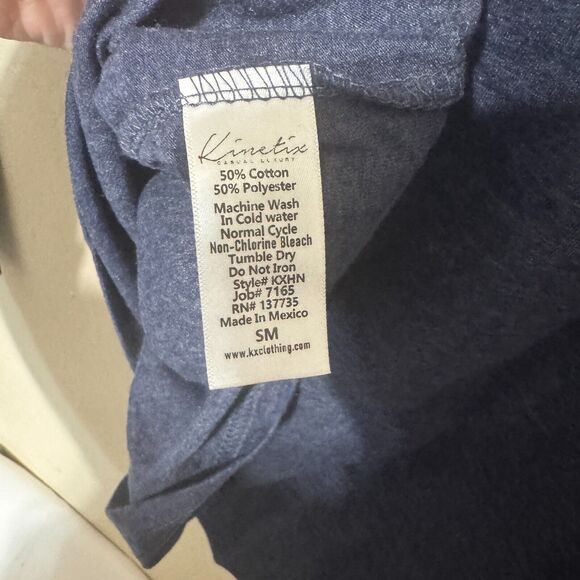 Kinetix
CASUAL LUXURY
50% Cotton
50% Polyester
Machine Wash
In Cold water
Normal Cycle
Non-Chlorine Bleach
Tumble Dry
Do Not Iron
Style# KXHN
Job# 7165
RN# 137735
Made In Mexico
SM
www.kxclothing.com